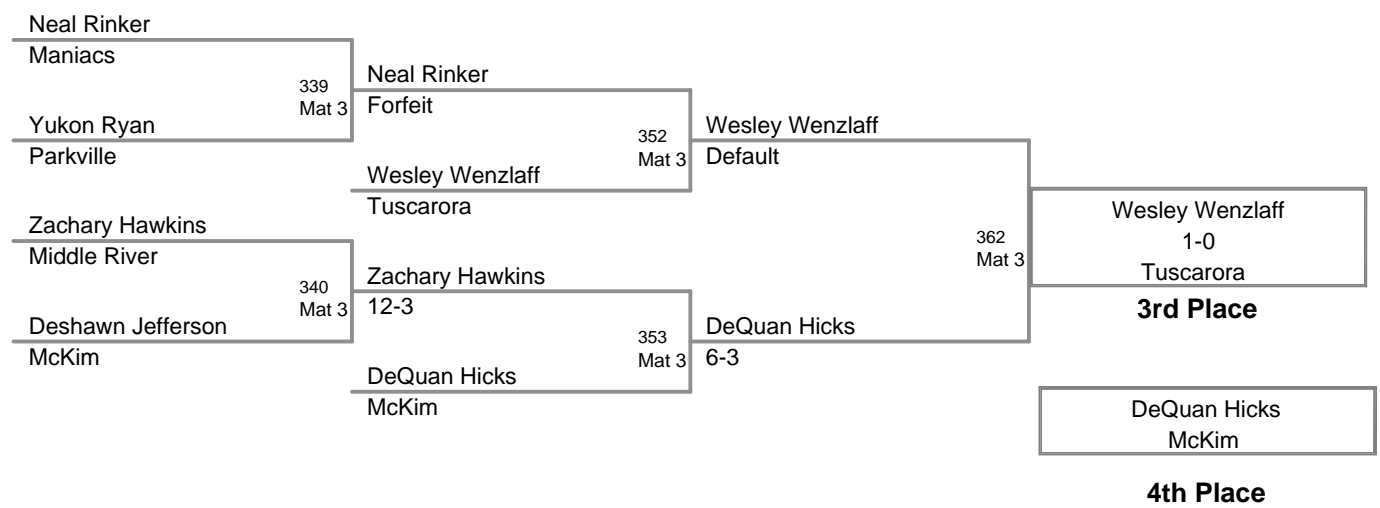 Neal Rinker
Maniacs
339
Mat 3
Yukon Ryan
Parkville
Neal Rinker
Forfeit
352
Mat 3
Wesley Wenzlaff
Tuscarora
Wesley Wenzlaff
Default
Zachary Hawkins
Middle River
340
Mat 3
Deshawn Jefferson
McKim
Zachary Hawkins
12-3
353
Mat 3
DeQuan Hicks
McKim
DeQuan Hicks
6-3
362
Mat 3
Wesley Wenzlaff
1-0
Tuscarora
3rd Place
DeQuan Hicks
McKim
4th Place